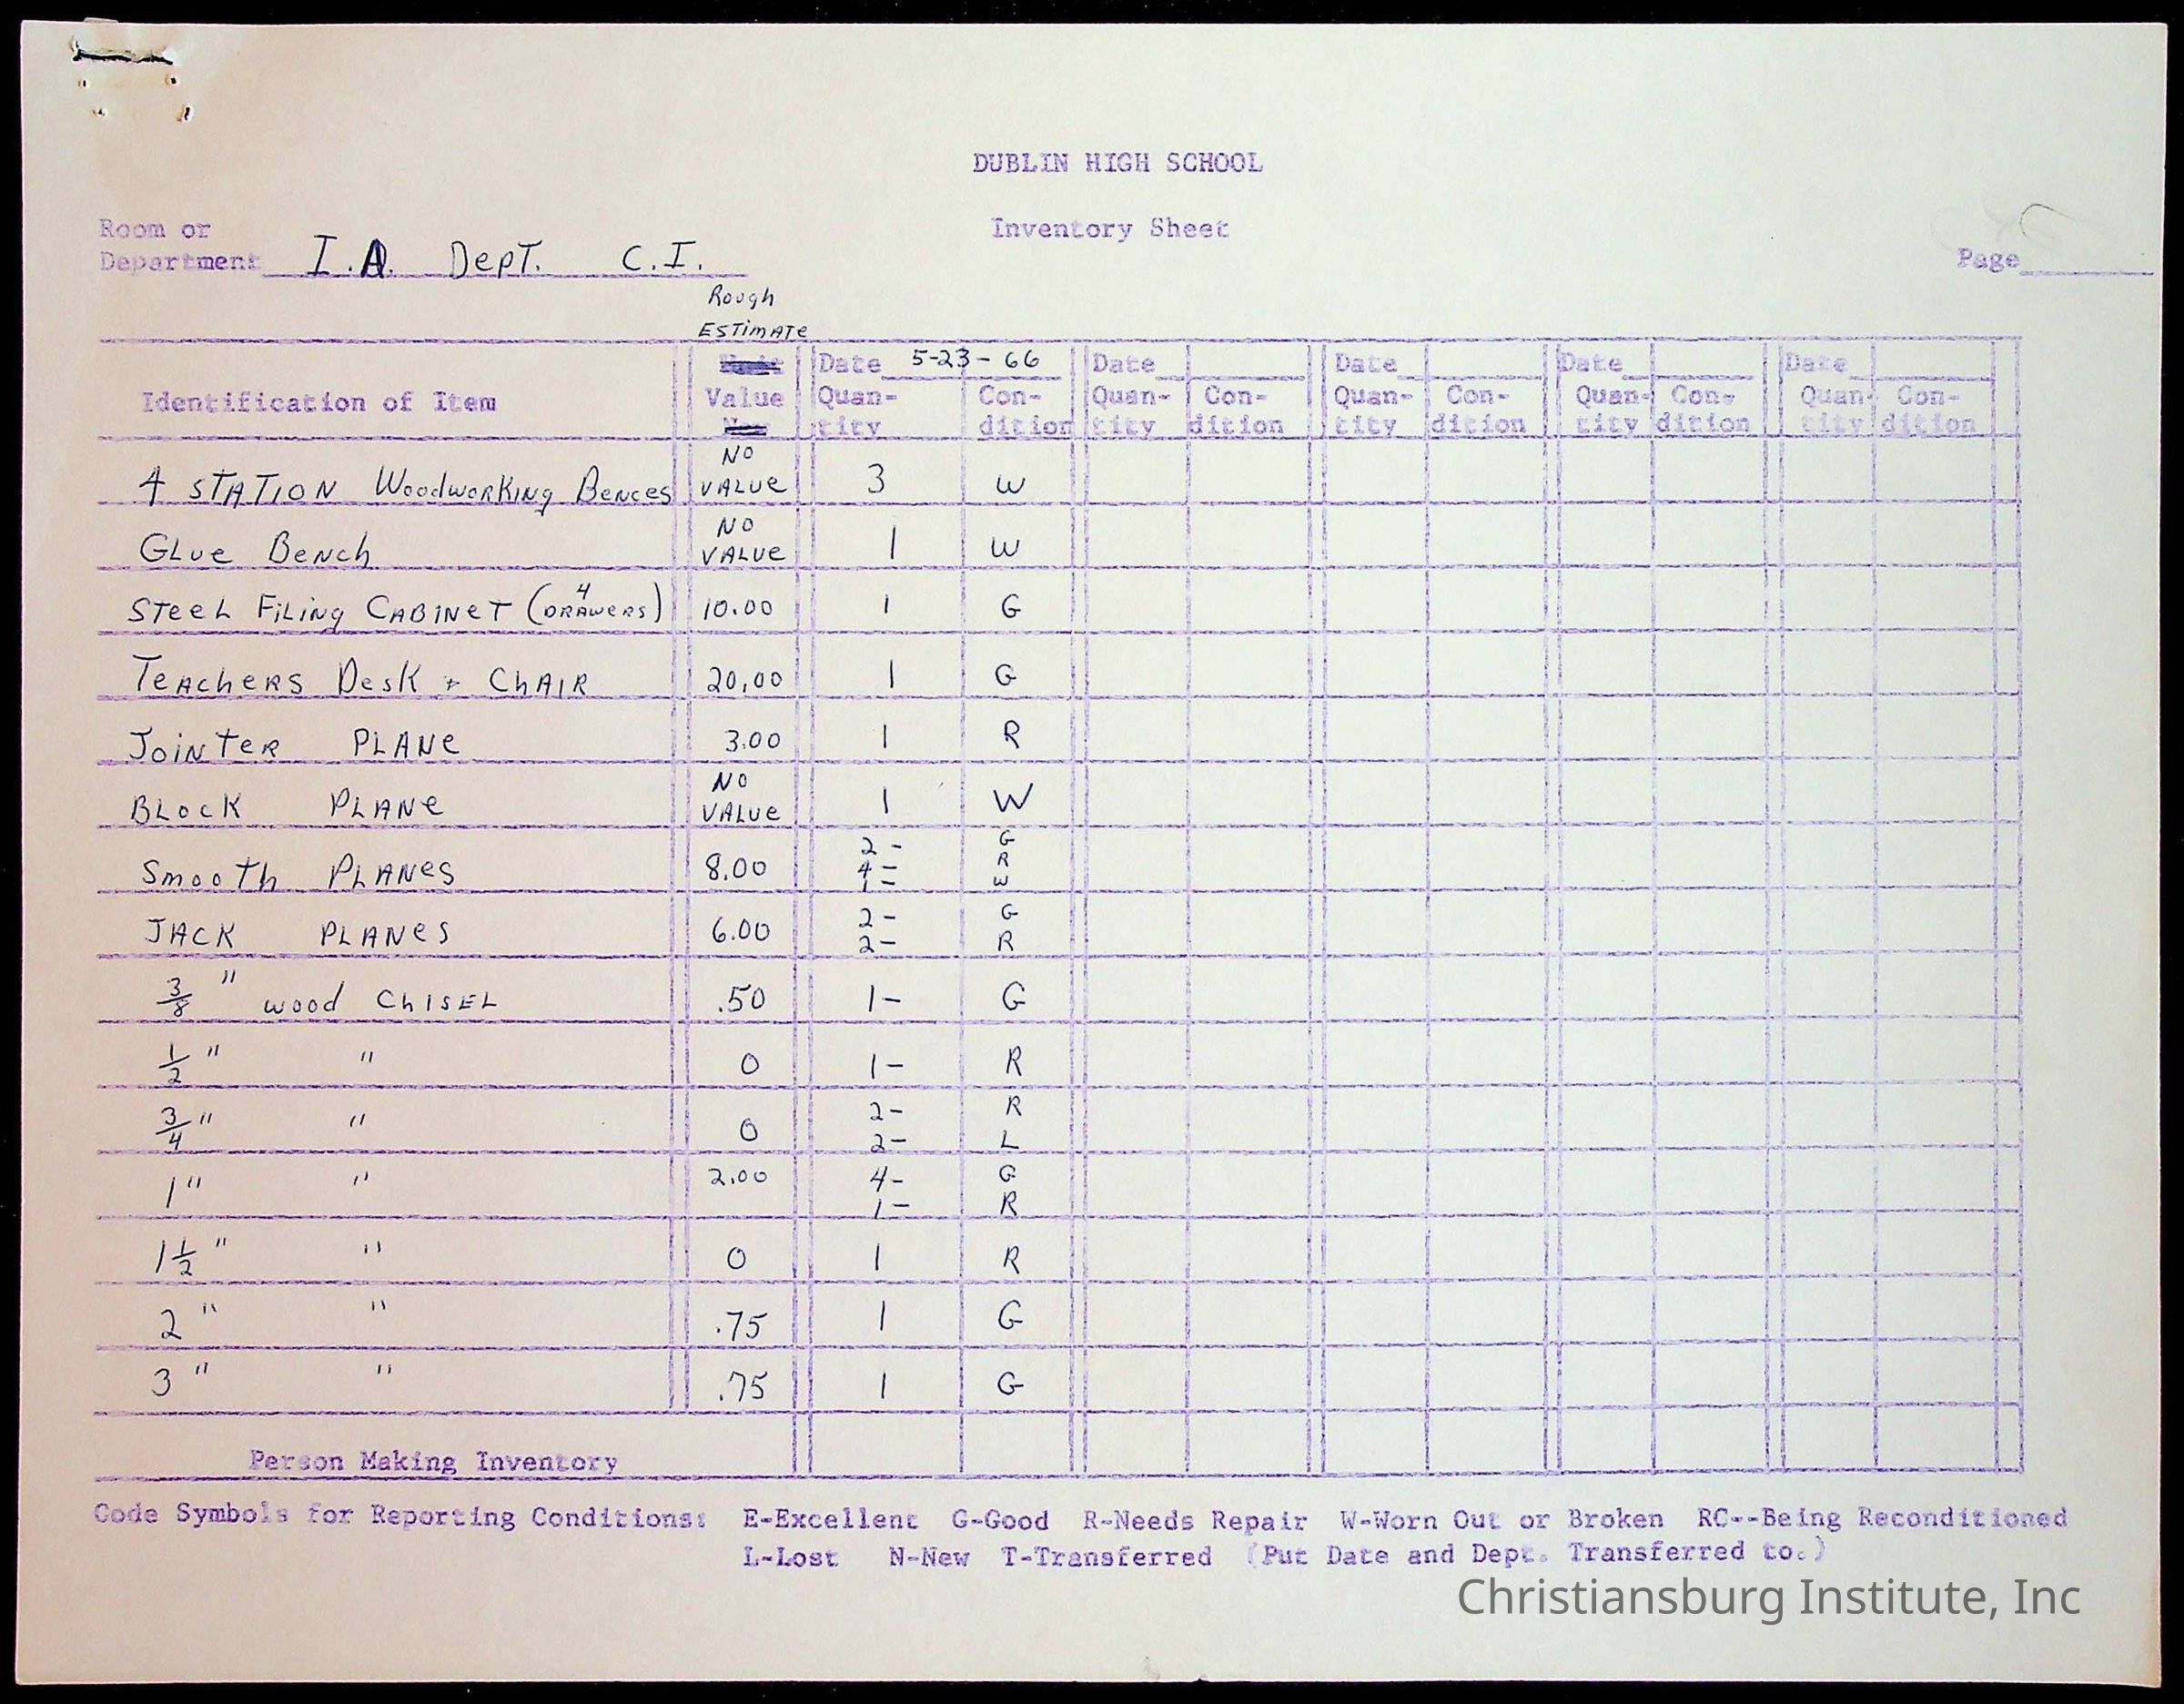 DUBLIN HIGH SCHOOL
Inventory Sheet
Room or
Department I.A. DepT. C.I.
Page
Rough
ESTimATe
Identification of Item Value Date 5-23-66 Date Date Date Date
Quan- Con- Quan- Con- Quan- Con- Quan- Con- Quan- Con-
tity dition tity dition tity dition tity dition tity dition
4 STATION WoodworKing Bences NO VALUe 3 W
GLue Bench NO VALUe 1 W
STeeL FiLiNg CABiNeT (4 DRAWeRs) 10.00 1 G
TeAcheRS DesK + ChAIR 20,00 1 G
JoiNTeR PLANe 3.00 1 R
BLocK PLANe NO VALUe 1 W
Smooth PLANes 8.00 2- G
4- R
1- W
JACK PLANes 6.00 2- G
2- R
3/8" wood ChISEL .50 1- G
1/2" " 0 1- R
3/4" " 0 2- R
2- L
1" " 2.00 4- G
1- R
1 1/2" " 0 1 R
2" " .75 1 G
3" " .75 1 G
Person Making Inventory
Code Symbols for Reporting Conditions: E-Excellent G-Good R-Needs Repair W-Worn Out or Broken RC--Being Reconditioned
L-Lost N-New T-Transferred (Put Date and Dept. Transferred to.)
Christiansburg Institute, Inc